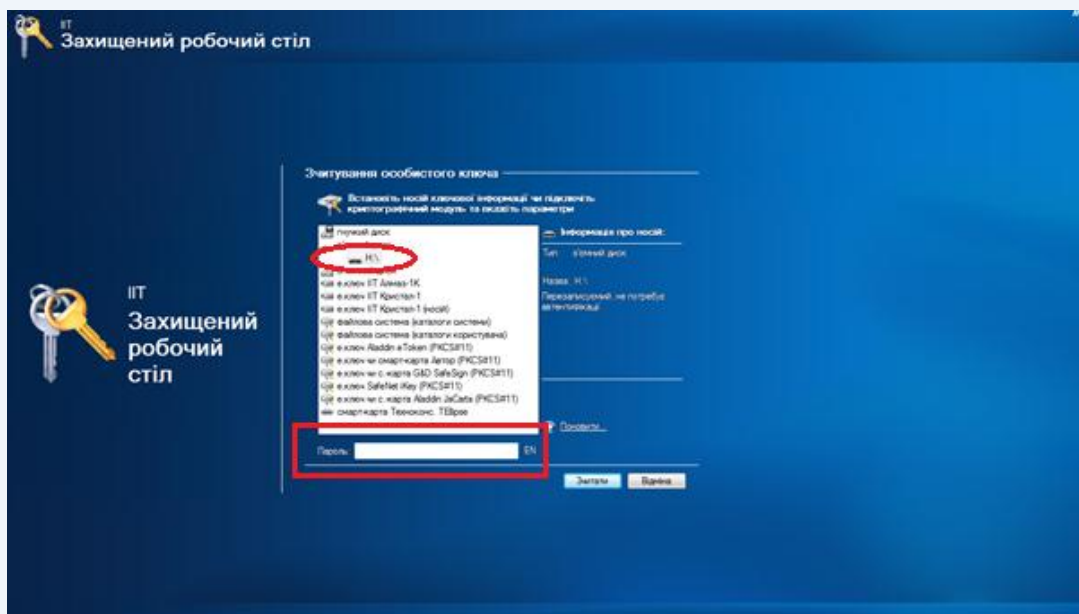 ІІТ
Захищений робочий стіл
Зчитування особистого ключа
Встановіть носій ключової інформації чи підключіть
криптографічний модуль та вкажіть параметри
гнучкий диск
H:\
е.ключ ІІТ Алмаз-1К
е.ключ ІІТ Кристал-1
е.ключ ІІТ Кристал-1 (носій)
файлова система (каталоги системи)
файлова система (каталоги користувача)
е.ключ Aladdin eToken (PKCS#11)
е.ключ чи смарт-карта Автор (PKCS#11)
е.ключ чи с.карта G&D SafeSign (PKCS#11)
е.ключ SafeNet iKey (PKCS#11)
е.ключ чи с.карта Aladdin JaCarta (PKCS#11)
смарт-карта Техноконс. TEllipse
Інформація про носій:
Тип: з'ємний диск
Назва: H:\
Перезаписуємий, не потребує
автентифікації
Поновити...
Пароль:
EN
Зчитати
Відміна
ІІТ
Захищений
робочий
стіл